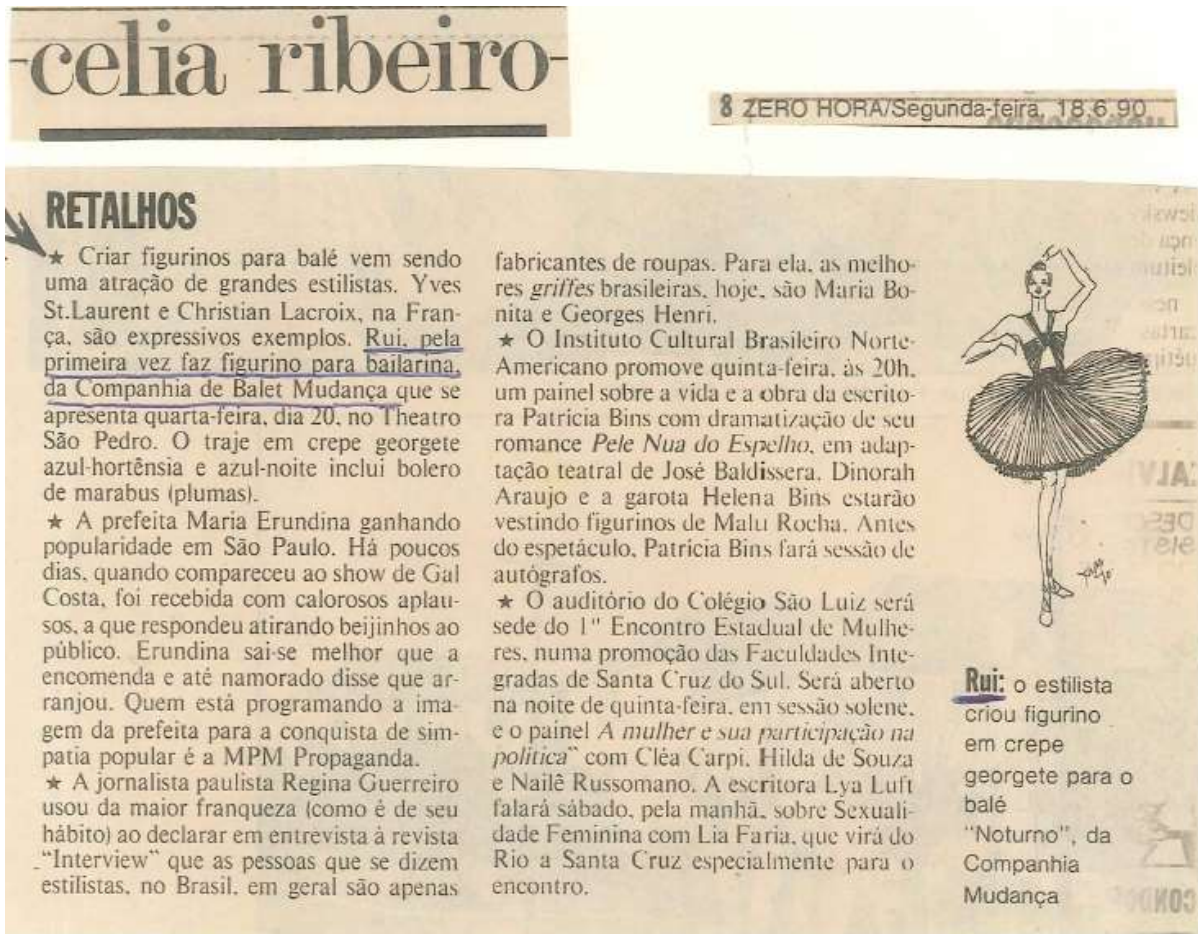 -celia ribeiro-
8 ZERO HORA/Segunda-feira, 18.6.90
RETALHOS
★ Criar figurinos para balé vem sendo
uma atração de grandes estilistas. Yves
St.Laurent e Christian Lacroix, na Fran-
ça, são expressivos exemplos. Rui, pela
primeira vez faz figurino para bailarina,
da Companhia de Balet Mudança que se
apresenta quarta-feira, dia 20, no Theatro
São Pedro. O traje em crepe georgete
azul-hortênsia e azul-noite inclui bolero
de marabus (plumas).
★ A prefeita Maria Erundina ganhando
popularidade em São Paulo. Há poucos
dias, quando compareceu ao show de Gal
Costa, foi recebida com calorosos aplau-
sos, a que respondeu atirando beijinhos ao
público. Erundina sai-se melhor que a
encomenda e até namorado disse que ar-
ranjou. Quem está programando a ima-
gem da prefeita para a conquista de sim-
patia popular é a MPM Propaganda.
★ A jornalista paulista Regina Guerreiro
usou da maior franqueza (como é de seu
hábito) ao declarar em entrevista à revista
"Interview" que as pessoas que se dizem
estilistas, no Brasil, em geral são apenas
fabricantes de roupas. Para ela, as melho-
res griffes brasileiras, hoje, são Maria Bo-
nita e Georges Henri.
★ O Instituto Cultural Brasileiro Norte-
Americano promove quinta-feira, às 20h,
um painel sobre a vida e a obra da escrito-
ra Patrícia Bins com dramatização de seu
romance Pele Nua do Espelho, em adap-
tação teatral de José Baldissera. Dinorah
Araujo e a garota Helena Bins estarão
vestindo figurinos de Malu Rocha. Antes
do espetáculo, Patrícia Bins fará sessão de
autógrafos.
★ O auditório do Colégio São Luiz será
sede do 1º Encontro Estadual de Mulhe-
res, numa promoção das Faculdades Inte-
gradas de Santa Cruz do Sul. Será aberto
na noite de quinta-feira, em sessão solene,
e o painel A mulher e sua participação na
política" com Cléa Carpi, Hilda de Souza
e Nailê Russomano. A escritora Lya Luft
falará sábado, pela manhã, sobre Sexuali-
dade Feminina com Lia Faria, que virá do
Rio a Santa Cruz especialmente para o
encontro.
Rui: o estilista
criou figurino
em crepe
georgete para o
balé
"Noturno", da
Companhia
Mudança